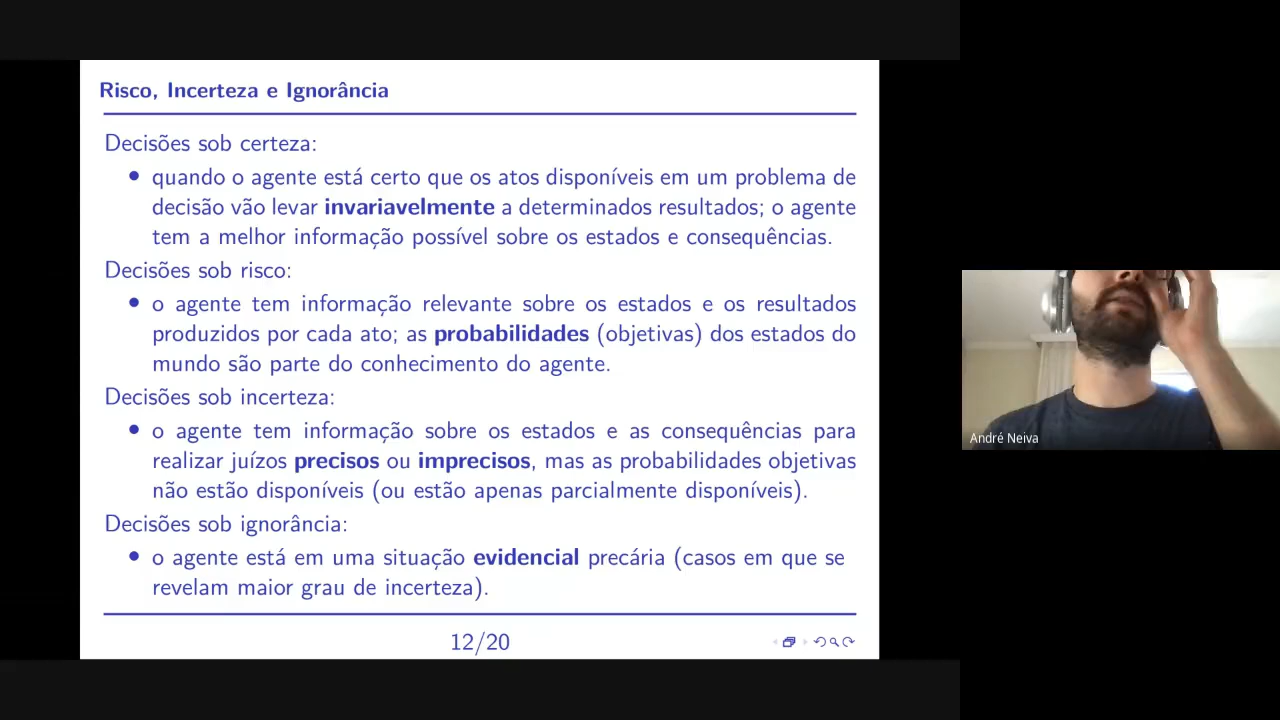 Risco, Incerteza e Ignorância
Decisões sob certeza:
• quando o agente está certo que os atos disponíveis em um problema de
decisão vão levar invariavelmente a determinados resultados; o agente
tem a melhor informação possível sobre os estados e consequências.
Decisões sob risco:
• o agente tem informação relevante sobre os estados e os resultados
produzidos por cada ato; as probabilidades (objetivas) dos estados do
mundo são parte do conhecimento do agente.
Decisões sob incerteza:
• o agente tem informação sobre os estados e as consequências para
realizar juízos precisos ou imprecisos, mas as probabilidades objetivas
não estão disponíveis (ou estão apenas parcialmente disponíveis).
Decisões sob ignorância:
• o agente está em uma situação evidencial precária (casos em que se
revelam maior grau de incerteza).
12/20
André Neiva